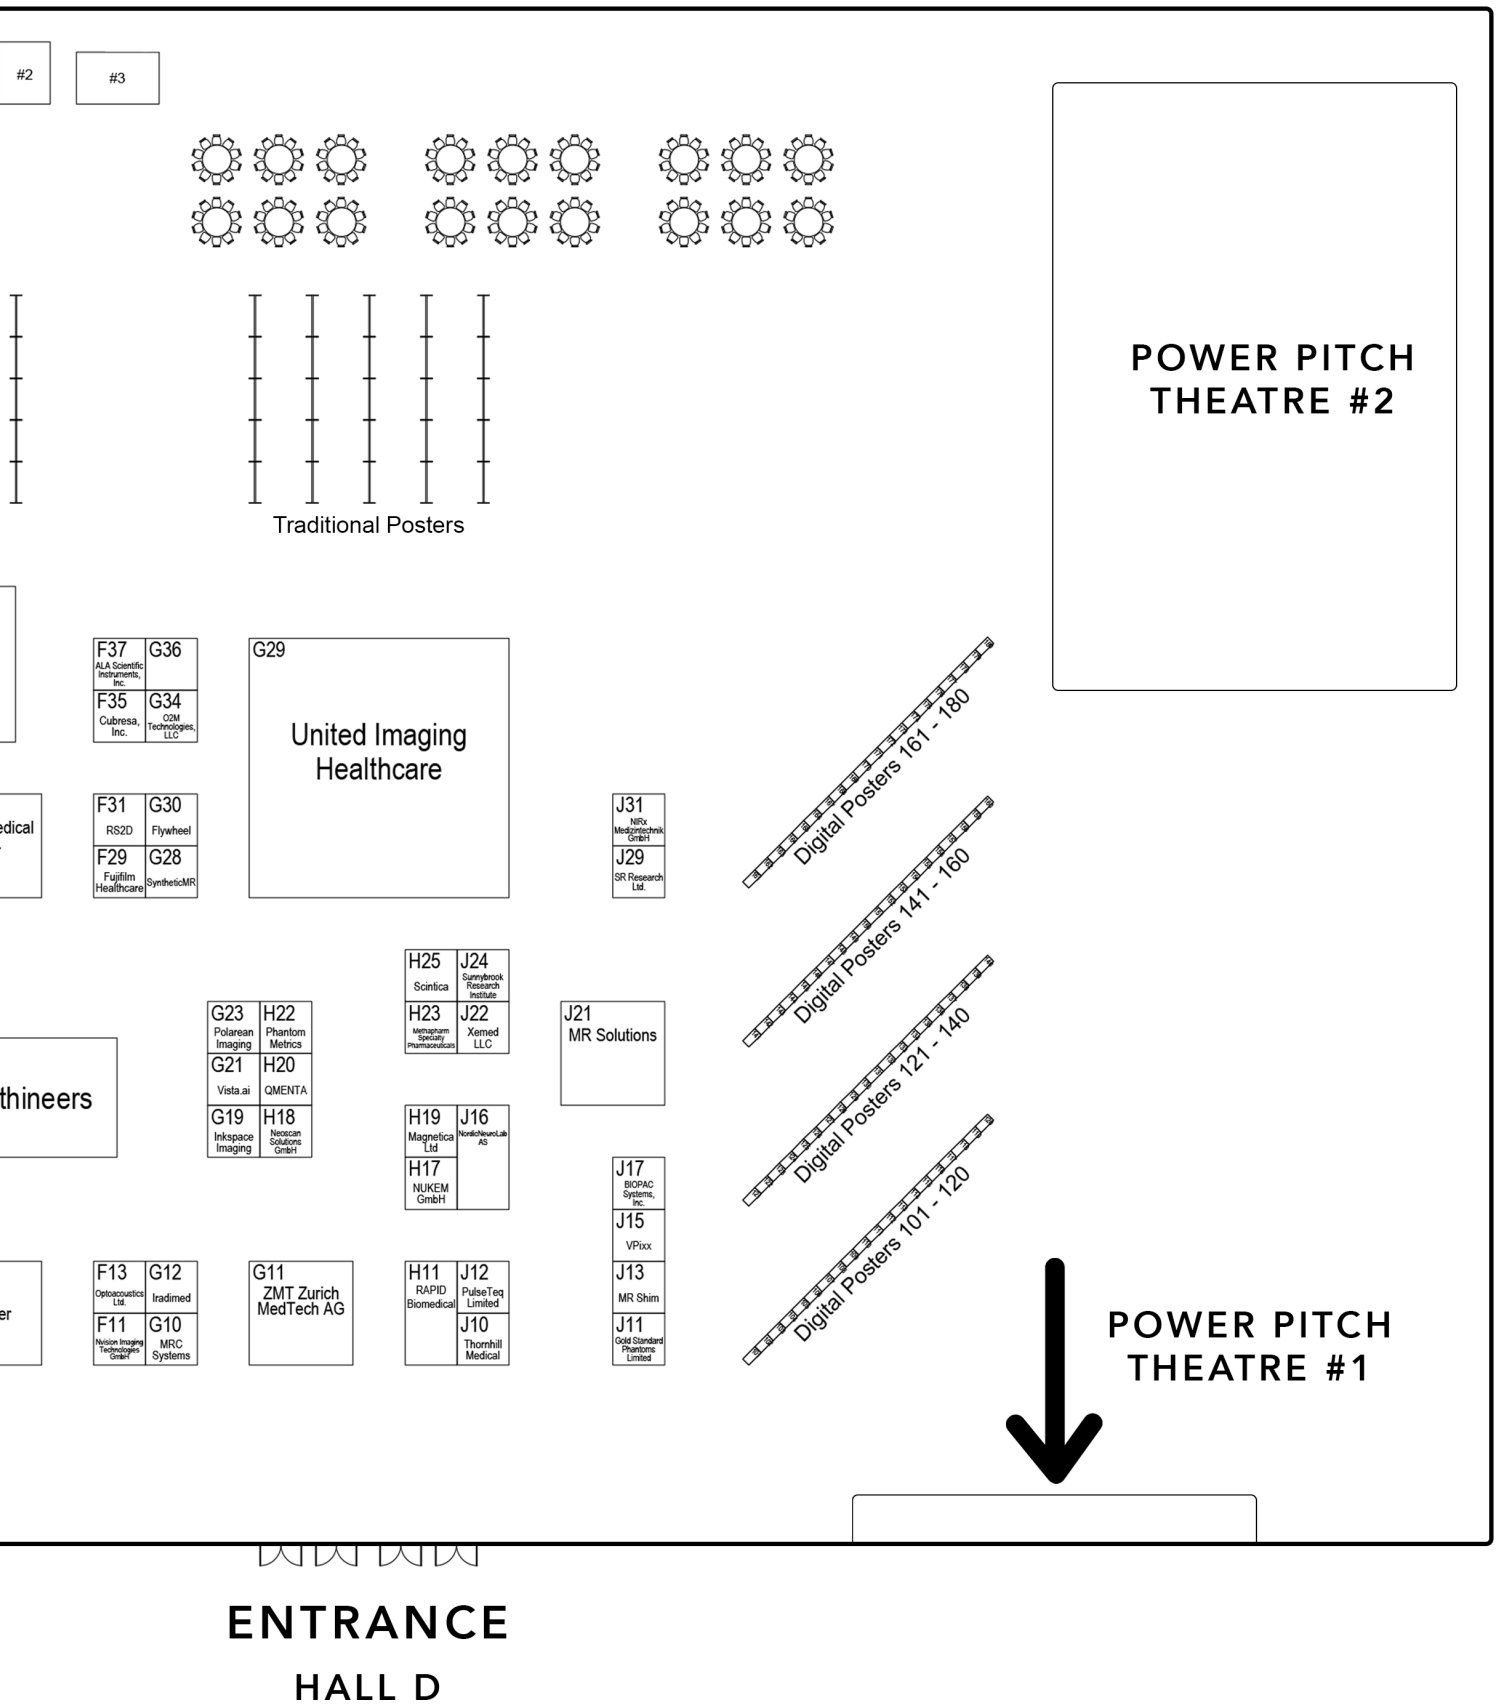 #2
#3
POWER PITCH
THEATRE #2
Traditional Posters
F37
ALA Scientific
Instruments,
Inc.
G36
F35
Cubresa,
Inc.
G34
O2M
Technologies,
LLC
G29
United Imaging
Healthcare
Digital Posters 161 - 180
edical
F31
RS2D
G30
Flywheel
F29
Fujifilm
Healthcare
G28
SyntheticMR
J31
NIRx
Medizintechnik
GmbH
J29
SR Research
Ltd.
Digital Posters 141 - 160
H25
Scintica
J24
Sunnybrook
Research
Institute
H23
Methapharm
Specialty
Pharmaceuticals
J22
Xemed
LLC
G23
Polarean
Imaging
H22
Phantom
Metrics
G21
Vista.ai
H20
QMENTA
G19
Inkspace
Imaging
H18
Neoscan
Solutions
GmbH
J21
MR Solutions
thineers
Digital Posters 121 - 140
H19
Magnetica
Ltd
J16
NordicNeuroLab
AS
H17
NUKEM
GmbH
J17
BIOPAC
Systems,
Inc.
J15
VPixx
J13
MR Shim
J11
Gold Standard
Phantoms
Limited
Digital Posters 101 - 120
er
F13
Optoacoustics
Ltd.
G12
Iradimed
F11
Nvision Imaging
Technologies
GmbH
G10
MRC
Systems
G11
ZMT Zurich
MedTech AG
H11
RAPID
Biomedical
J12
PulseTeq
Limited
J10
Thornhill
Medical
POWER PITCH
THEATRE #1
ENTRANCE
HALL D